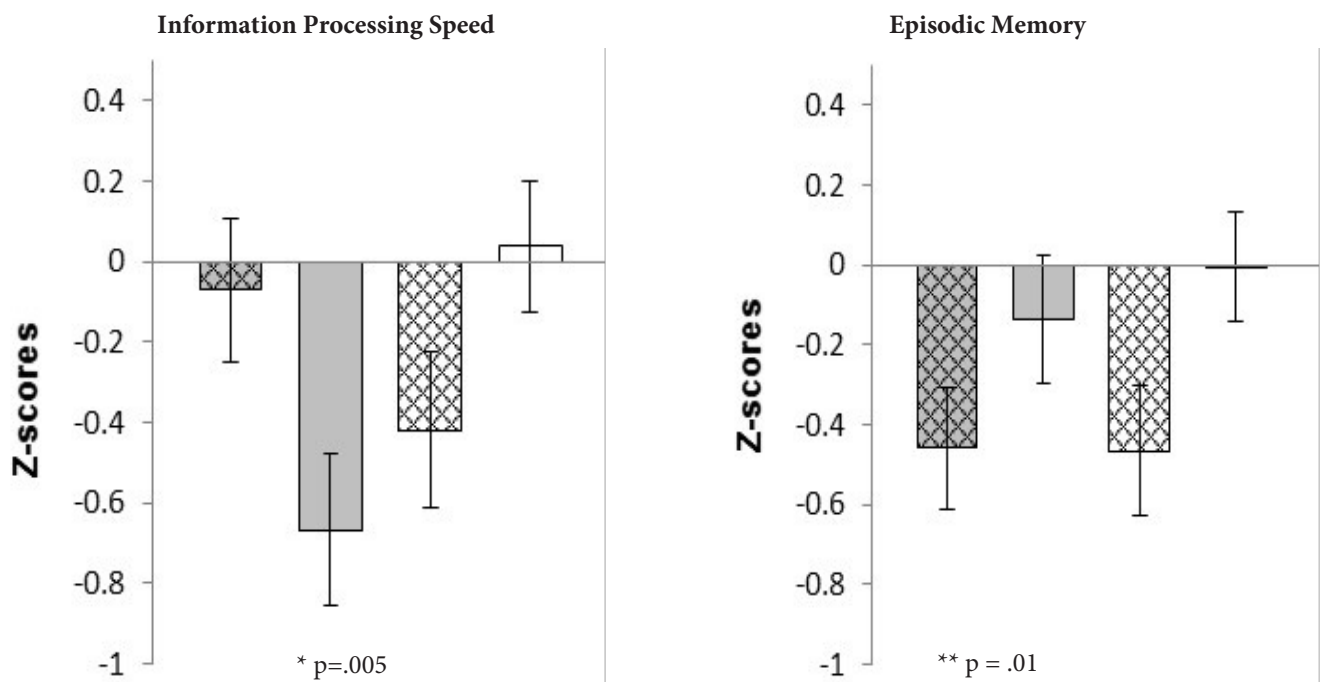 Information Processing Speed
0.4
0.2
0
-0.2
-0.4
-0.6
-0.8
-1
Z-scores
* p=.005
Episodic Memory
0.4
0.2
0
-0.2
-0.4
-0.6
-0.8
-1
Z-scores
** p = .01